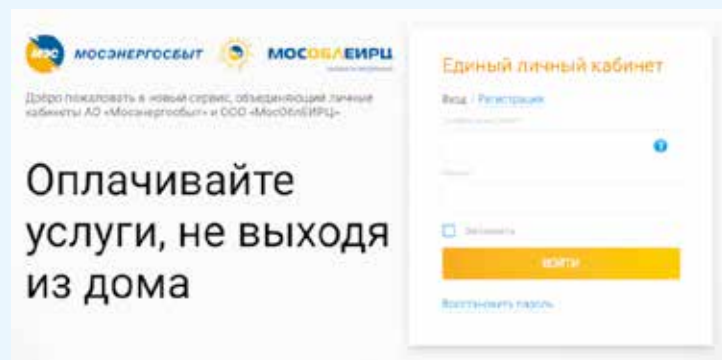 МОСЭНЕРГОСБЫТ
МОСОБЛЕИРЦ
Добро пожаловать в новый сервис, объединяющий личные
кабинеты АО «Мосэнергосбыт» и ООО «МосОблЕИРЦ»
Оплачивайте
услуги, не выходя
из дома
Единый личный кабинет
Вход / Регистрация
?
Запомнить
ВОЙТИ
Восстановить пароль